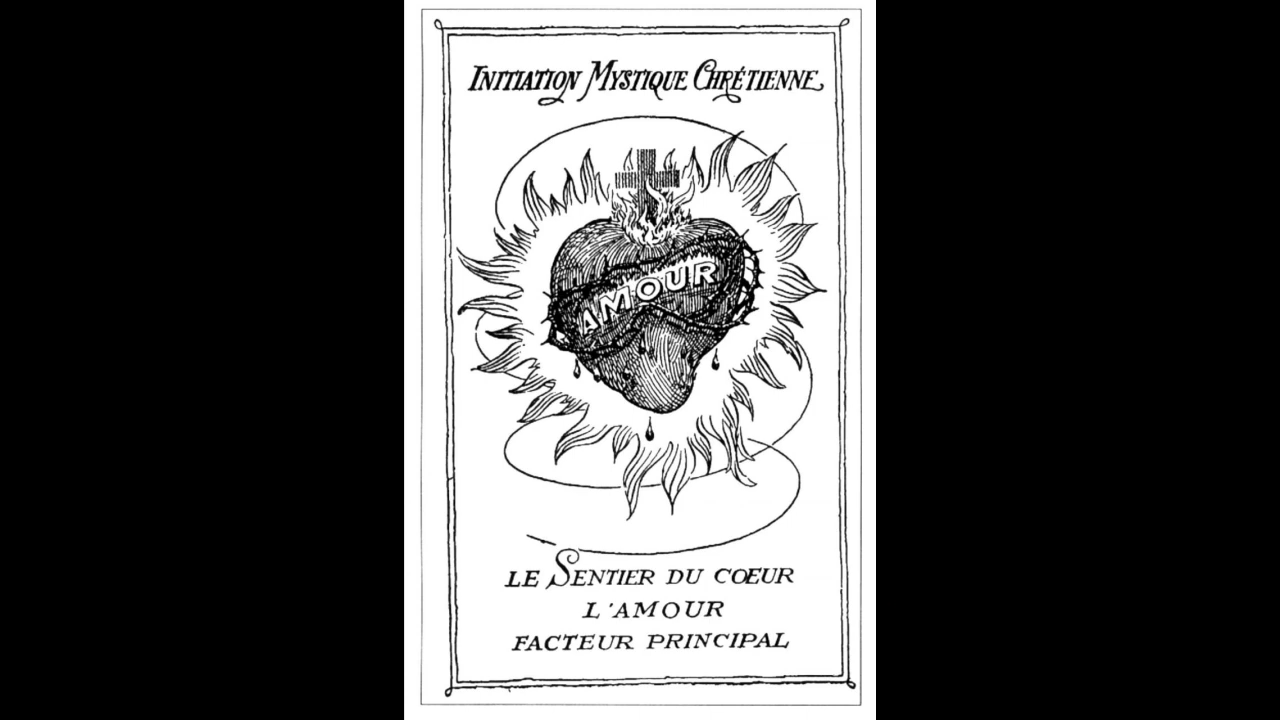 INITIATION MYSTIQUE CHRÉTIENNE
AMOUR
LE SENTIER DU COEUR
L'AMOUR
FACTEUR PRINCIPAL